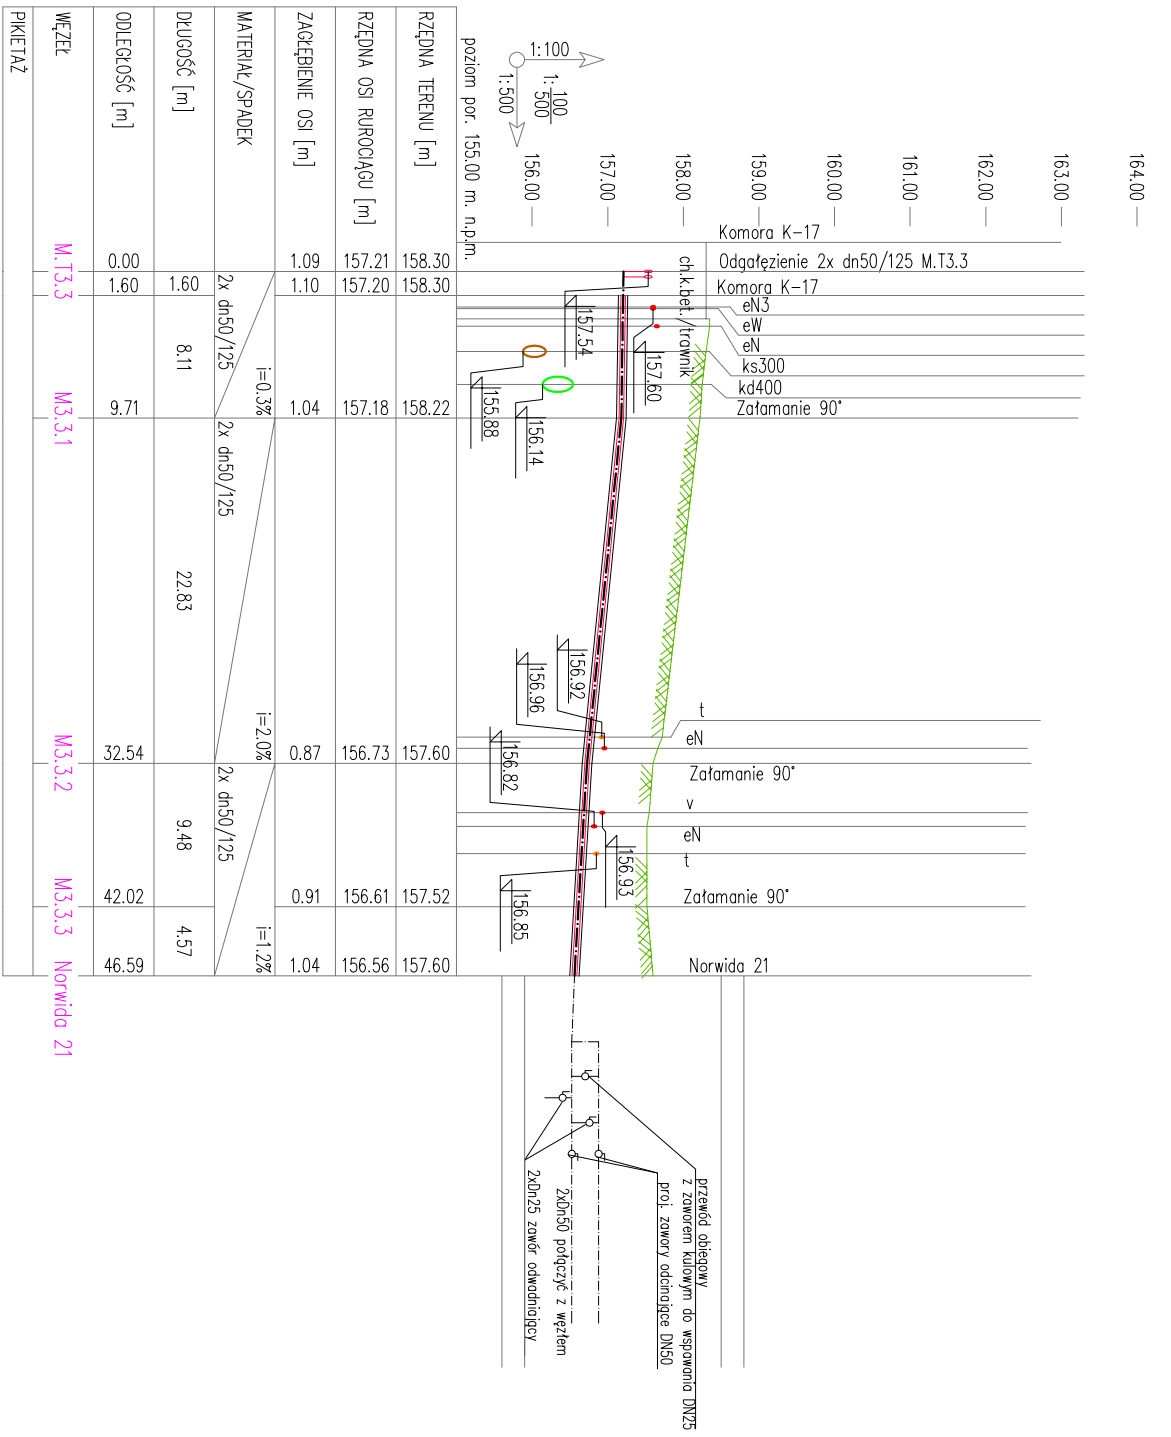 164.00
163.00
162.00
161.00
160.00
159.00
158.00
157.00
156.00
1:100
1:500
1: 100
500
poziom por. 155.00 m. n.p.m.
Komora K-17
Odgałęzienie 2x dn50/125 M.T3.3
Komora K-17
eN3
eW
eN
ks300
kd400
Załamanie 90°
t
eN
Załamanie 90°
v
eN
t
Załamanie 90°
Norwida 21
ch.k.bet./trawnik
157.54
157.60
155.88
156.14
156.92
156.96
156.82
156.93
156.85
przewód obiegowy
z zaworem kulowym do wspawania DN25
proj. zawory odcinające DN50
2xDn50 połączyć z węzłem
2xDn25 zawór odwadniający
RZĘDNA TERENU [m]
158.30
158.30
158.22
157.60
157.52
157.60
RZĘDNA OSI RUROCIĄGU [m]
157.21
157.20
157.18
156.73
156.61
156.56
ZAGŁĘBIENIE OSI [m]
1.09
1.10
1.04
0.87
0.91
1.04
MATERIAŁ/SPADEK
2x dn50/125
i=0.3%
2x dn50/125
i=2.0%
2x dn50/125
i=1.2%
DŁUGOŚĆ [m]
1.60
8.11
22.83
9.48
4.57
ODLEGŁOŚĆ [m]
0.00
1.60
9.71
32.54
42.02
46.59
WĘZEŁ
M.T3.3
M3.3.1
M3.3.2
M3.3.3
Norwida 21
PIKIETAŻ